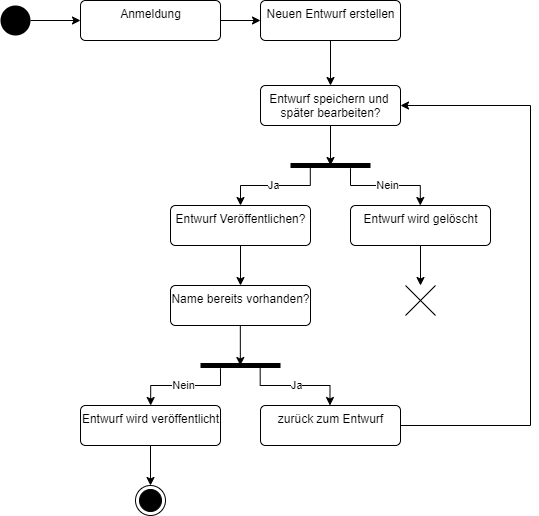 Anmeldung
Neuen Entwurf erstellen
Entwurf speichern und
später bearbeiten?
Ja
Nein
Entwurf Veröffentlichen?
Entwurf wird gelöscht
Name bereits vorhanden?
Nein
Ja
Entwurf wird veröffentlicht
zurück zum Entwurf